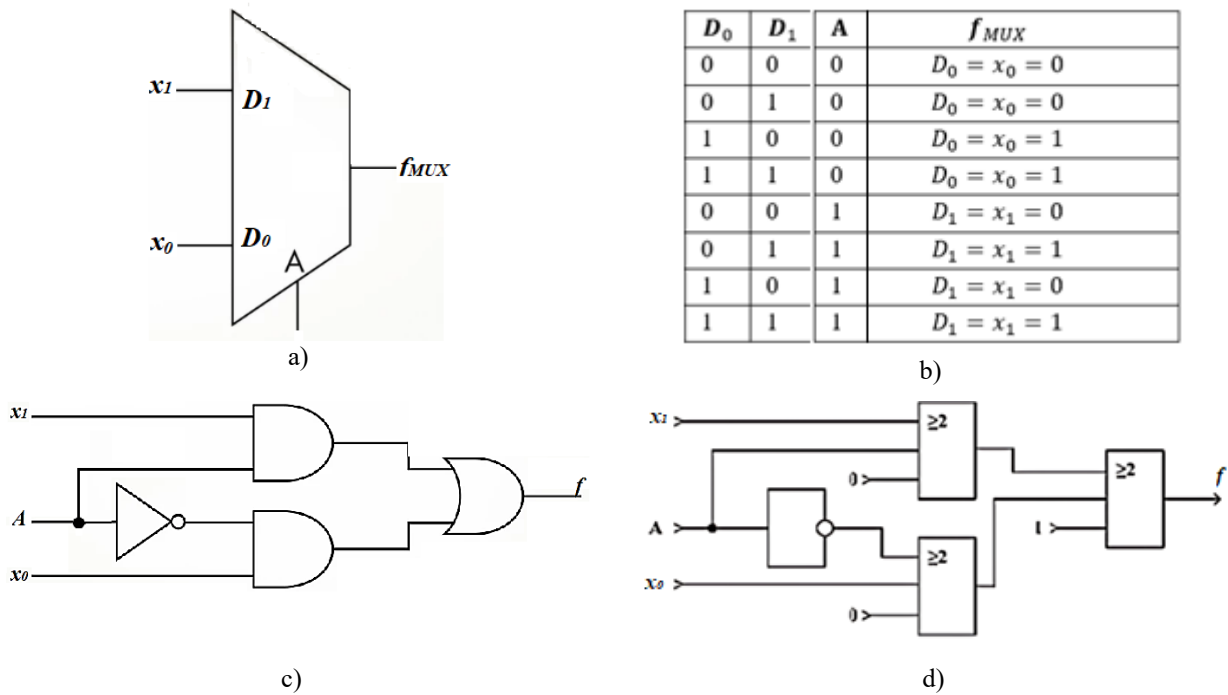 x₁
D₁
f_MUX
x₀
D₀
A
a)
D₀ D₁ A f_MUX
0 0 0 D₀ = x₀ = 0
0 1 0 D₀ = x₀ = 0
1 0 0 D₀ = x₀ = 1
1 1 0 D₀ = x₀ = 1
0 0 1 D₁ = x₁ = 0
0 1 1 D₁ = x₁ = 1
1 0 1 D₁ = x₁ = 0
1 1 1 D₁ = x₁ = 1
b)
x₁
f
A
x₀
c)
x₁
≥2
0
≥2
f
A
1
≥2
x₀
0
d)